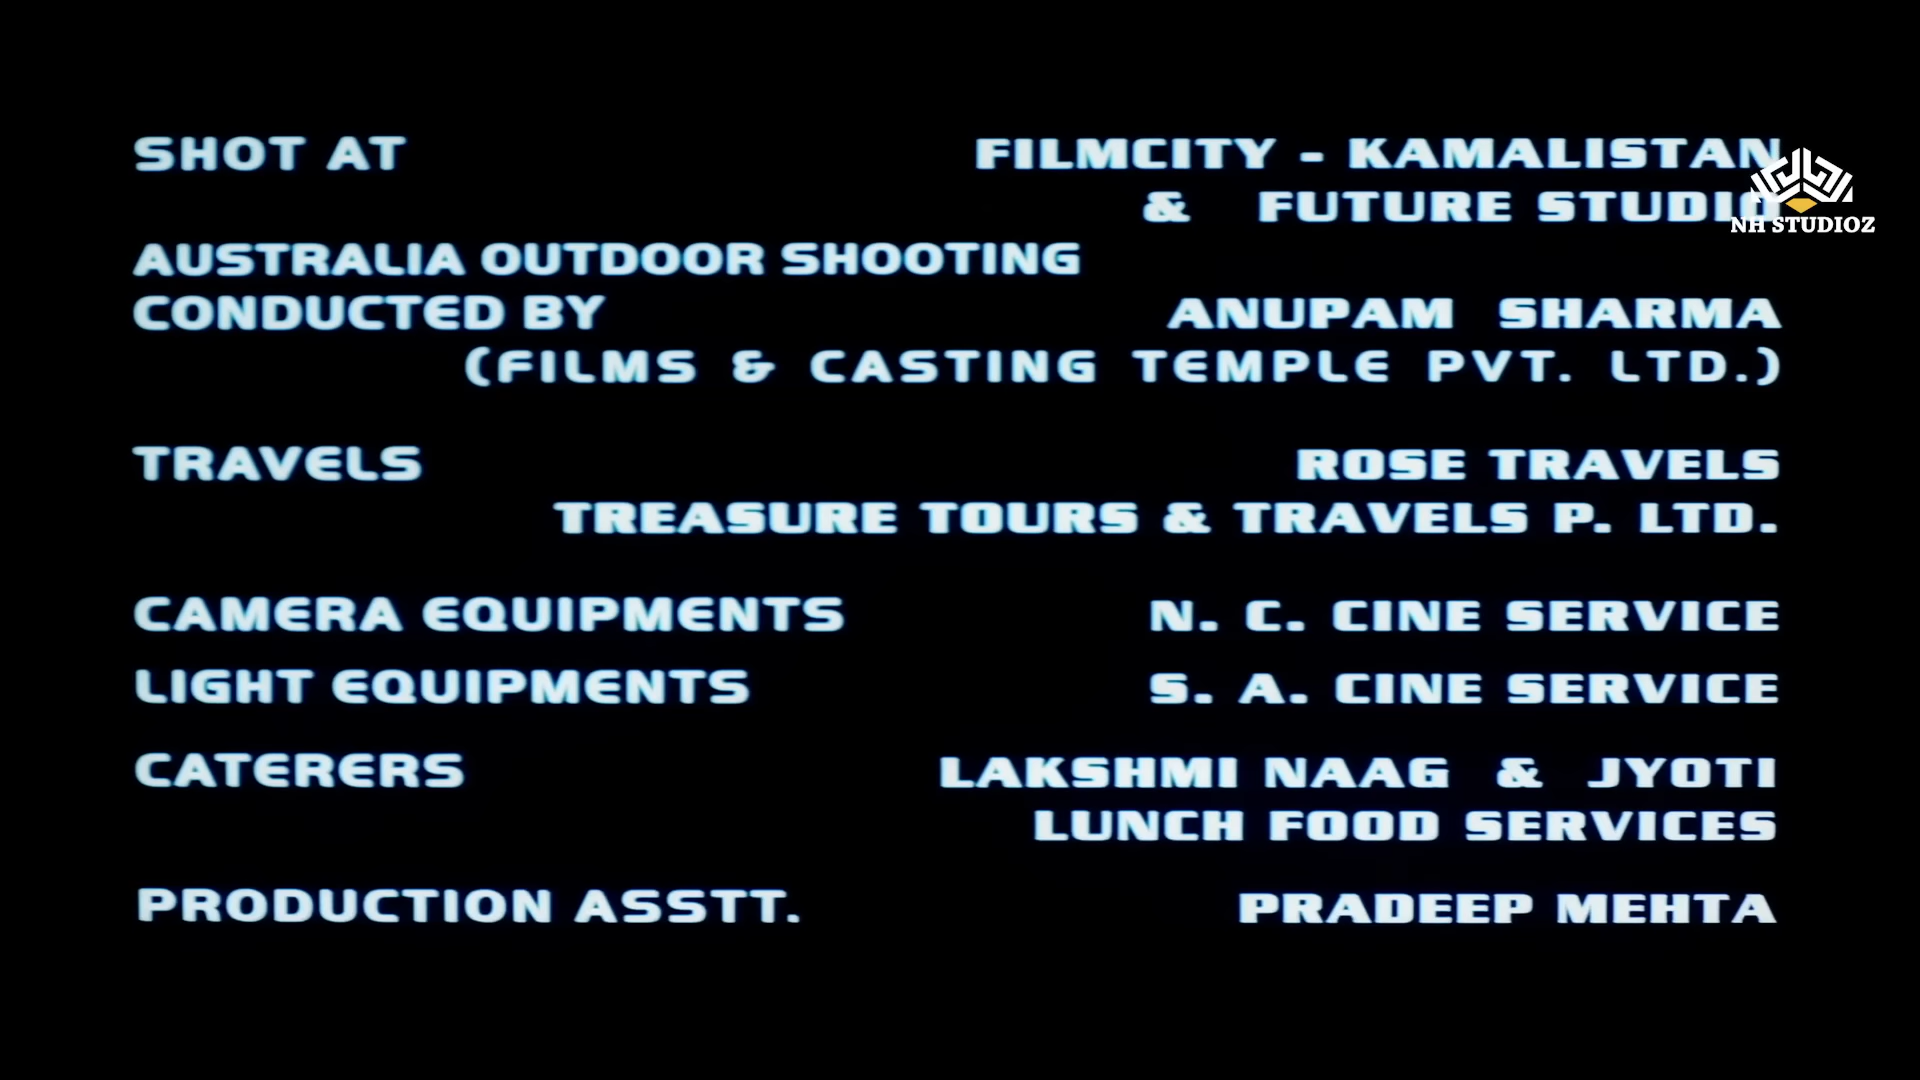 SHOT AT FILMCITY - KAMALISTAN
& FUTURE STUDIO
AUSTRALIA OUTDOOR SHOOTING
CONDUCTED BY ANUPAM SHARMA
(FILMS & CASTING TEMPLE PVT. LTD.)
TRAVELS ROSE TRAVELS
TREASURE TOURS & TRAVELS P. LTD.
CAMERA EQUIPMENTS N. C. CINE SERVICE
LIGHT EQUIPMENTS S. A. CINE SERVICE
CATERERS LAKSHMI NAAG & JYOTI
LUNCH FOOD SERVICES
PRODUCTION ASSTT. PRADEEP MEHTA
NH STUDIOZ